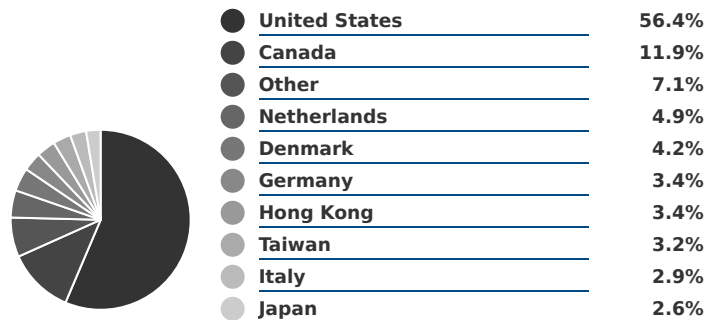 United States 56.4%
Canada 11.9%
Other 7.1%
Netherlands 4.9%
Denmark 4.2%
Germany 3.4%
Hong Kong 3.4%
Taiwan 3.2%
Italy 2.9%
Japan 2.6%